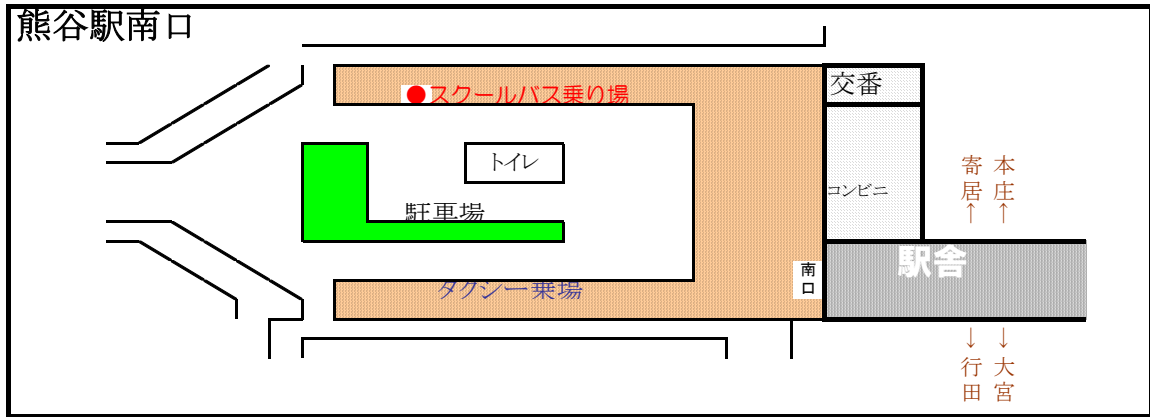 熊谷駅南口
●スクールバス乗り場
交番
トイレ
コンビニ
駐車場
寄居↑
本庄↑
駅舎
南口
タクシー乗場
↓行田
↓大宮